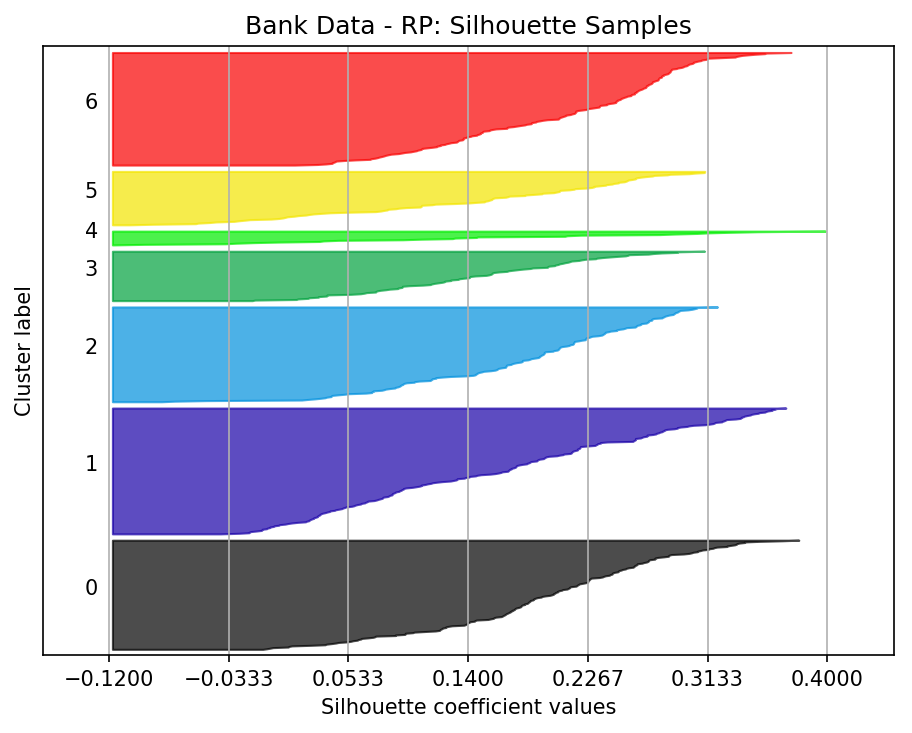 Bank Data - RP: Silhouette Samples
6
5
4
3
2
1
0
Cluster label
−0.1200 −0.0333 0.0533 0.1400 0.2267 0.3133 0.4000
Silhouette coefficient values